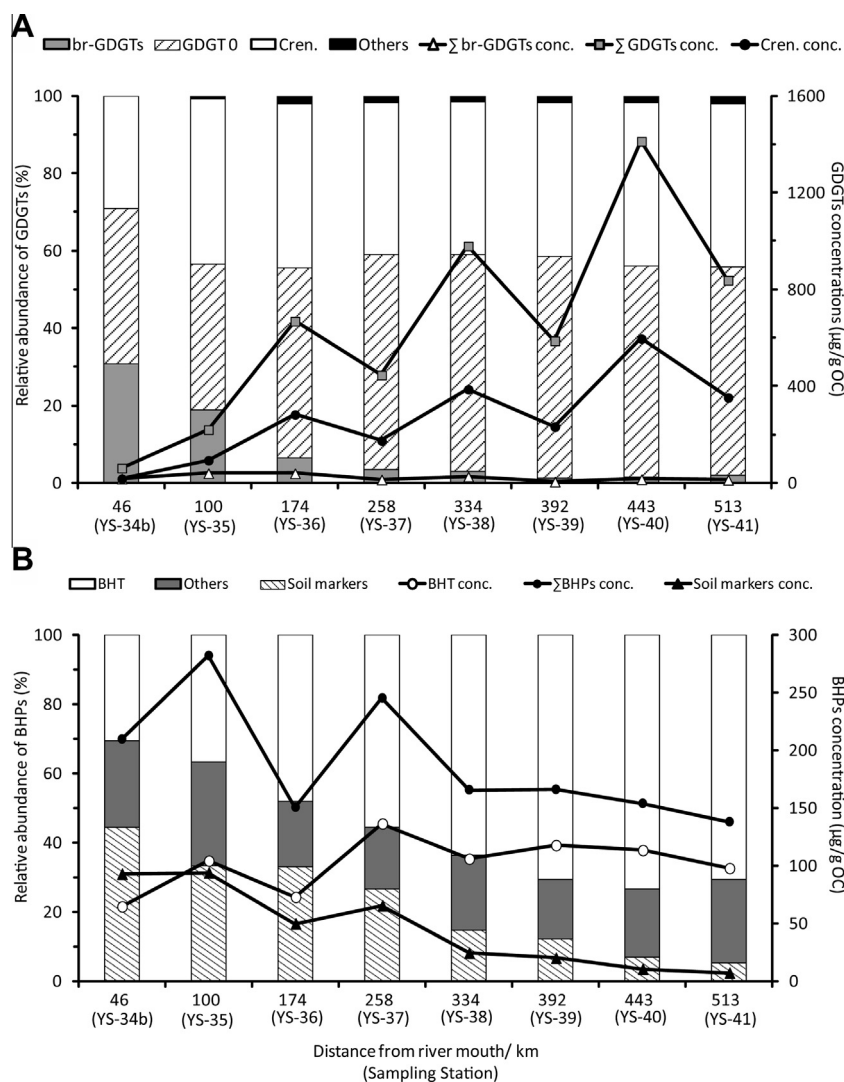 A
br-GDGTs GDGT 0 Cren. Others ∑ br-GDGTs conc. ∑ GDGTs conc. Cren. conc.
Relative abundance of GDGTs (%)
100
80
60
40
20
0
1600
1200
800
400
0
GDGTs concentrations (µg/g OC)
46 100 174 258 334 392 443 513
(YS-34b) (YS-35) (YS-36) (YS-37) (YS-38) (YS-39) (YS-40) (YS-41)
B
BHT Others Soil markers BHT conc. ∑BHPs conc. Soil markers conc.
Relative abundance of BHPs (%)
100
80
60
40
20
0
300
250
200
150
100
50
0
BHPs concentration (µg/g OC)
46 100 174 258 334 392 443 513
(YS-34b) (YS-35) (YS-36) (YS-37) (YS-38) (YS-39) (YS-40) (YS-41)
Distance from river mouth/ km
(Sampling Station)